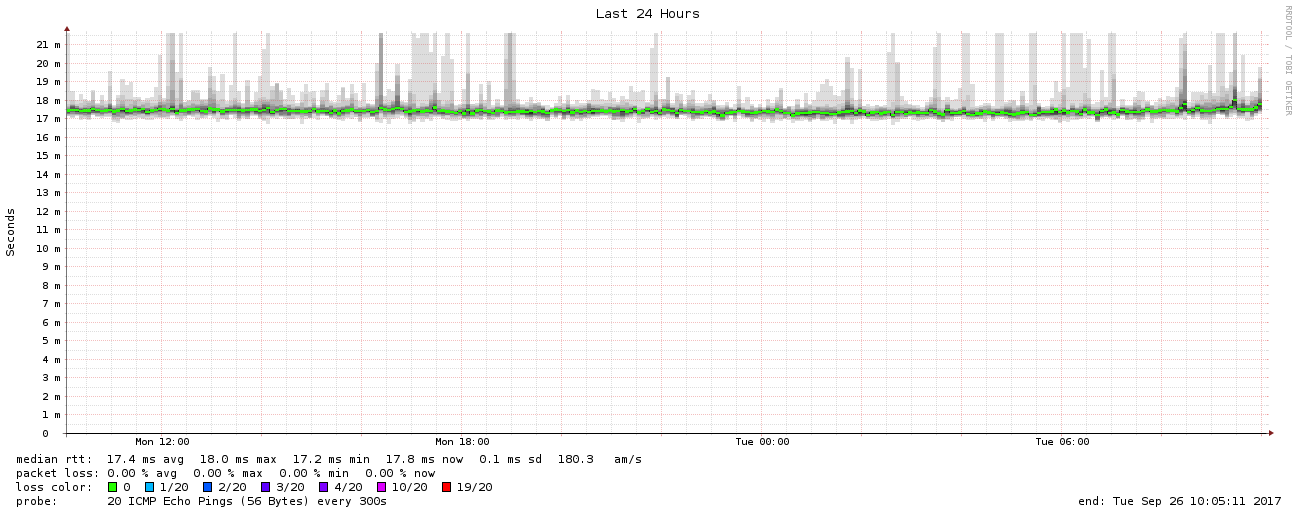 Last 24 Hours
RRDTOOL / TOBI OETIKER
Seconds
21 m
20 m
19 m
18 m
17 m
16 m
15 m
14 m
13 m
12 m
11 m
10 m
9 m
8 m
7 m
6 m
5 m
4 m
3 m
2 m
1 m
0
Mon 12:00 Mon 18:00 Tue 00:00 Tue 06:00
median rtt: 17.4 ms avg 18.0 ms max 17.2 ms min 17.8 ms now 0.1 ms sd 180.3 am/s
packet loss: 0.00 % avg 0.00 % max 0.00 % min 0.00 % now
loss color: 0 1/20 2/20 3/20 4/20 10/20 19/20
probe: 20 ICMP Echo Pings (56 Bytes) every 300s end: Tue Sep 26 10:05:11 2017